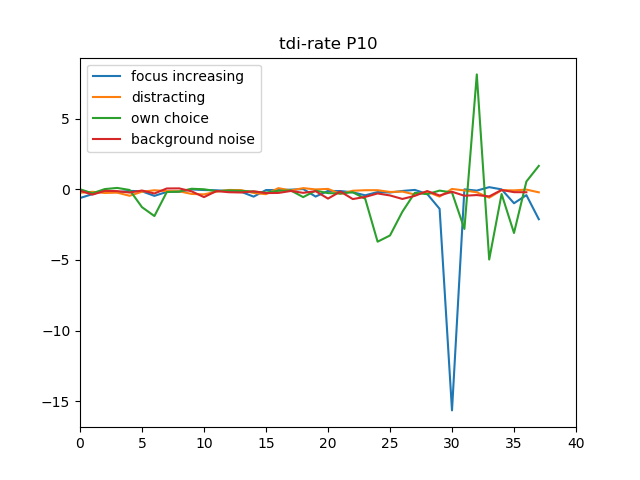 tdi-rate P10
focus increasing
distracting
own choice
background noise
5
0
−5
−10
−15
0 5 10 15 20 25 30 35 40